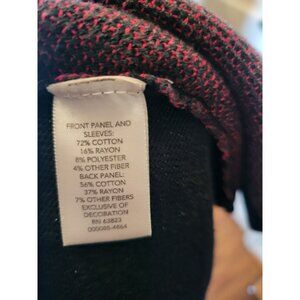 FRONT PANEL AND
SLEEVES:
72% COTTON
16% RAYON
8% POLYESTER
4% OTHER FIBER
BACK PANEL:
56% COTTON
37% RAYON
7% OTHER FIBERS
EXCLUSIVE OF
DECORATION
RN 63823
000085-4864